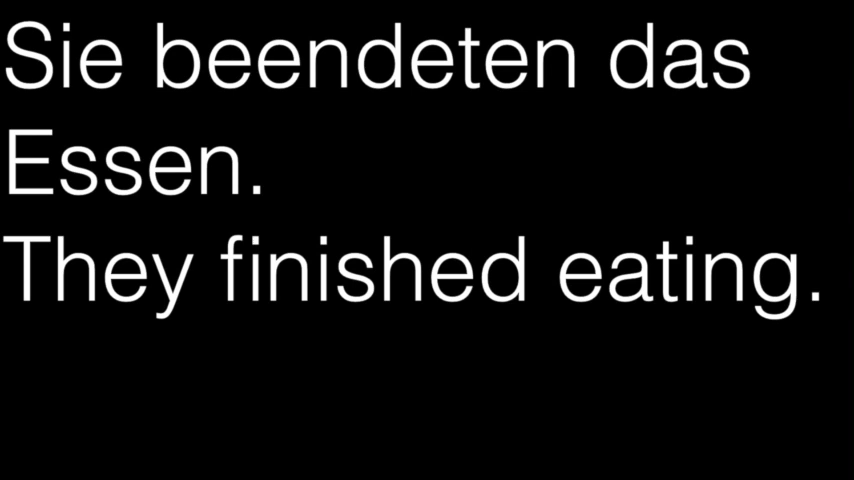 Sie beendeten das
Essen.
They finished eating.